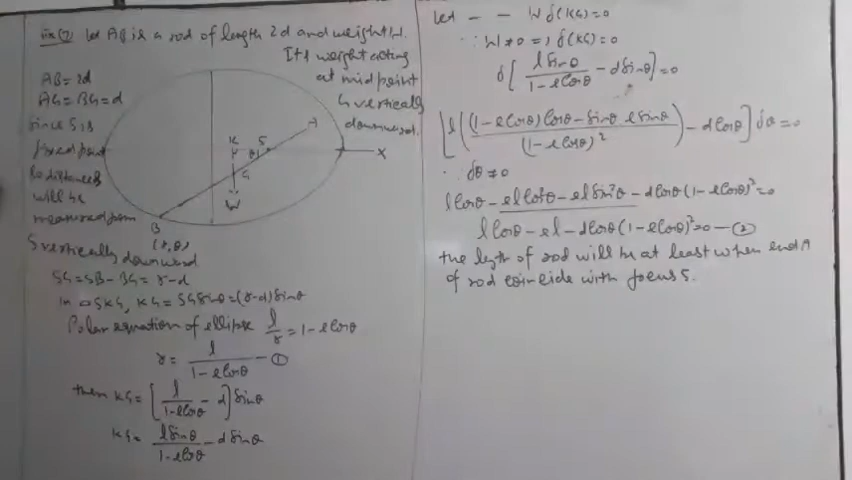 Let AB is a rod of length 2d and weight W.
Its weight acting
at midpoint
G vertically
downward.
AB=2d
AG=BG=d
since S is
fixed point
so distances
will be
measured from
S vertically downward
K S
θ
G
W
A
X
B
(r,θ)
SG=SB-BG=r-d
In △SKG, KG=SG sinθ=(r-d)sinθ
Polar equation of ellipse l/r = 1-e cosθ
r = l/(1-e cosθ) — ①
then KG = [l/(1-e cosθ) - d] sinθ
KG = l sinθ/(1-e cosθ) - d sinθ
Let - - W δ(KG)=0
∵ W≠0 ⇒ δ(KG)=0
δ[l sinθ/(1-e cosθ) - d sinθ]=0
[l((1-e cosθ)cosθ - sinθ e sinθ)/(1-e cosθ)² - d cosθ] δθ=0
∵ δθ≠0
l cosθ - el cos²θ - el sin²θ - d cosθ(1-e cosθ)²=0
l cosθ - el - d cosθ(1-e cosθ)²=0 — ②
the length of rod will be at least when end A
of rod coincide with focus S.